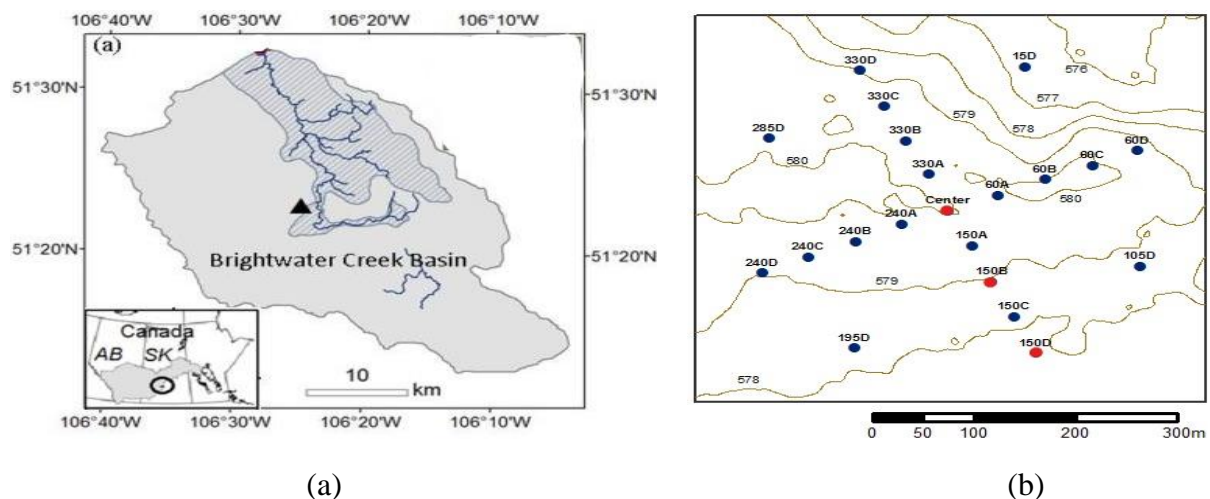 106°40'W 106°30'W 106°20'W 106°10'W
(a)
51°30'N 51°30'N
51°20'N 51°20'N
Brightwater Creek Basin
Canada
AB SK
10
km
106°40'W 106°30'W 106°20'W 106°10'W
(a)
330D 15D 576
330C 577
579 578
285D 330B 60D
580 330A 60B 60C
60A 580
Center
240A
240B 150A
240C 105D
240D 579 150B
150C
195D 150D
578
0 50 100 200 300m
(b)